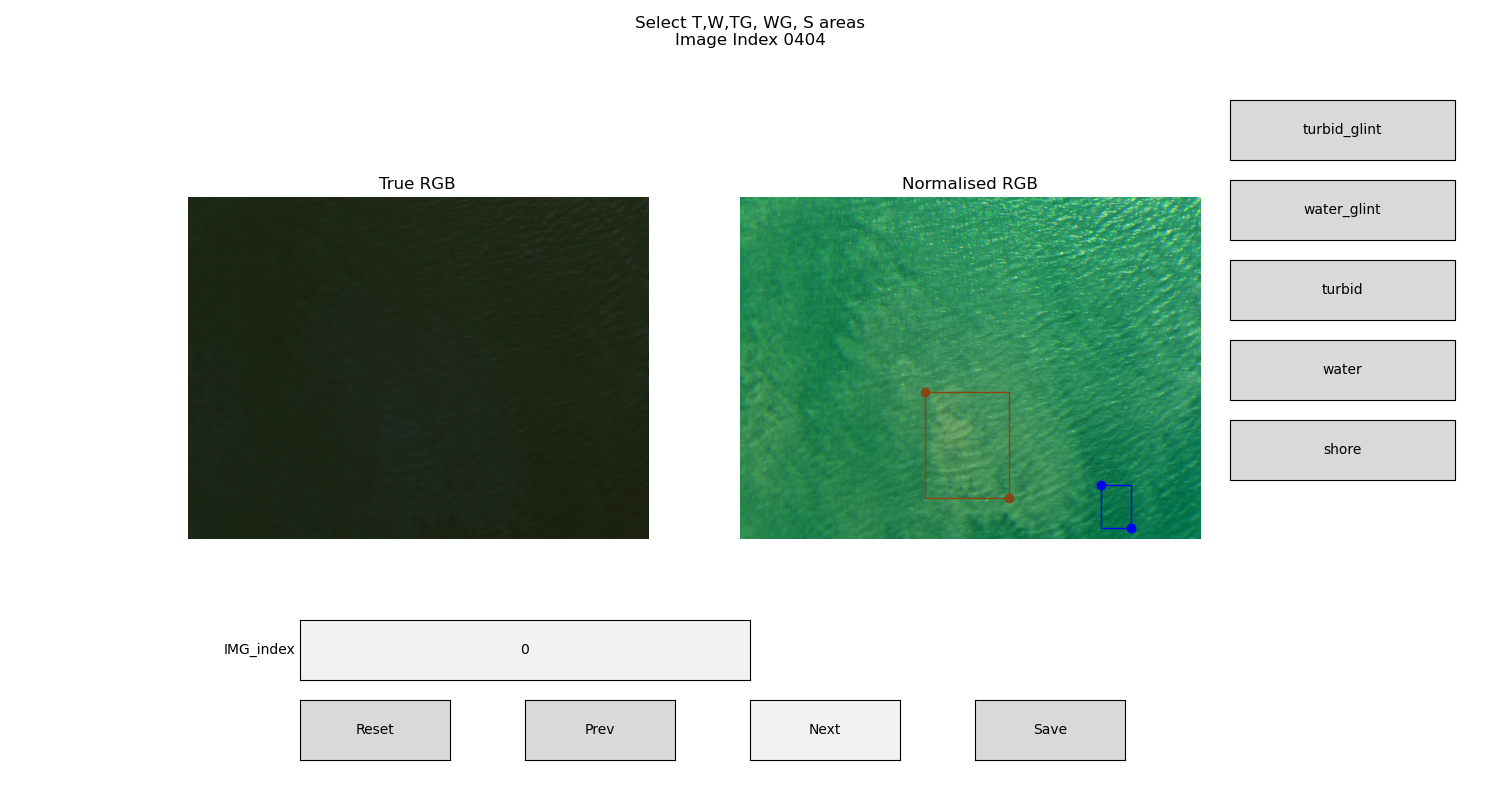 Select T,W,TG, WG, S areas
Image Index 0404
True RGB
Normalised RGB
turbid_glint
water_glint
turbid
water
shore
IMG_index
0
Reset
Prev
Next
Save